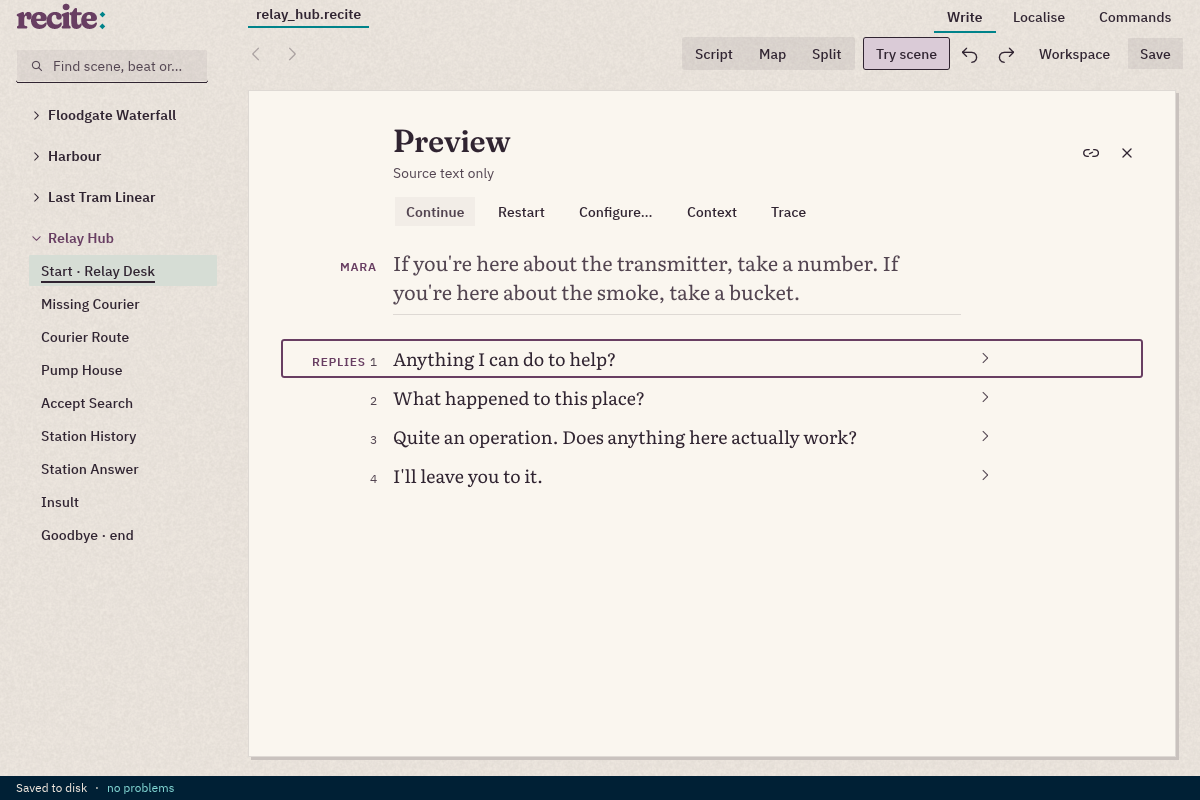 recite:
relay_hub.recite
Write
Localise
Commands
Find scene, beat or...
Script
Map
Split
Try scene
Workspace
Save
Floodgate Waterfall
Harbour
Last Tram Linear
Relay Hub
Start · Relay Desk
Missing Courier
Courier Route
Pump House
Accept Search
Station History
Station Answer
Insult
Goodbye · end
Preview
Source text only
Continue
Restart
Configure...
Context
Trace
MARA
If you're here about the transmitter, take a number. If
you're here about the smoke, take a bucket.
REPLIES 1 Anything I can do to help?
2 What happened to this place?
3 Quite an operation. Does anything here actually work?
4 I'll leave you to it.
Saved to disk · no problems